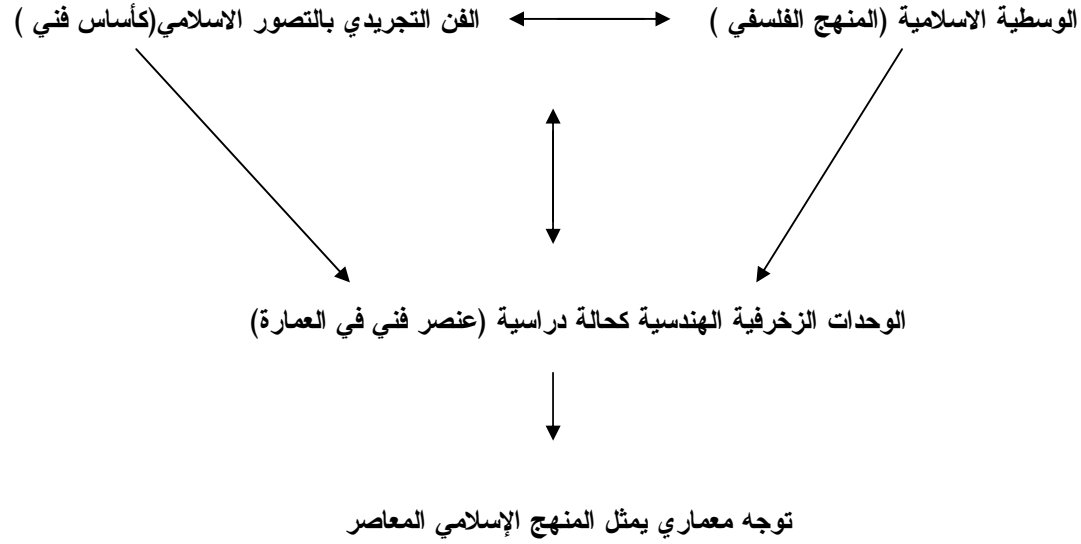 الوسطية الاسلامية (المنهج الفلسفي )
الفن التجريدي بالتصور الاسلامي(كأساس فني )
الوحدات الزخرفية الهندسية كحالة دراسية (عنصر فني في العمارة)
توجه معماري يمثل المنهج الإسلامي المعاصر